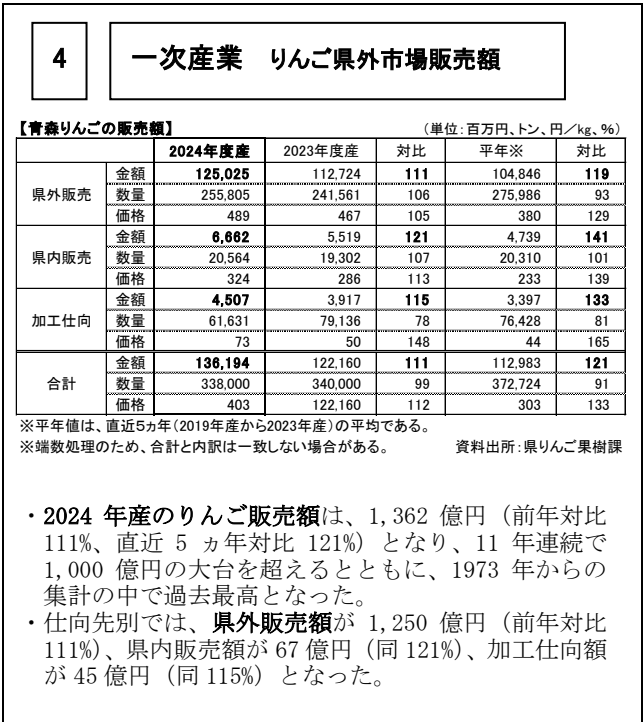 4
一次産業　りんご県外市場販売額
【青森りんごの販売額】 （単位：百万円、トン、円／kg、％）
2024年度産 2023年度産 対比 平年※ 対比
県外販売 金額 125,025 112,724 111 104,846 119
数量 255,805 241,561 106 275,986 93
価格 489 467 105 380 129
県内販売 金額 6,662 5,519 121 4,739 141
数量 20,564 19,302 107 20,310 101
価格 324 286 113 233 139
加工仕向 金額 4,507 3,917 115 3,397 133
数量 61,631 79,136 78 76,428 81
価格 73 50 148 44 165
合計 金額 136,194 122,160 111 112,983 121
数量 338,000 340,000 99 372,724 91
価格 403 122,160 112 303 133
※平年値は、直近5ヵ年（2019年産から2023年産）の平均である。
※端数処理のため、合計と内訳は一致しない場合がある。 資料出所：県りんご果樹課
・2024 年産のりんご販売額は、1,362 億円（前年対比
111%、直近 5 ヵ年対比 121%）となり、11 年連続で
1,000 億円の大台を超えるとともに、1973 年からの
集計の中で過去最高となった。
・仕向先別では、県外販売額が 1,250 億円（前年対比
111%）、県内販売額が 67 億円（同 121%）、加工仕向額
が 45 億円（同 115%）となった。